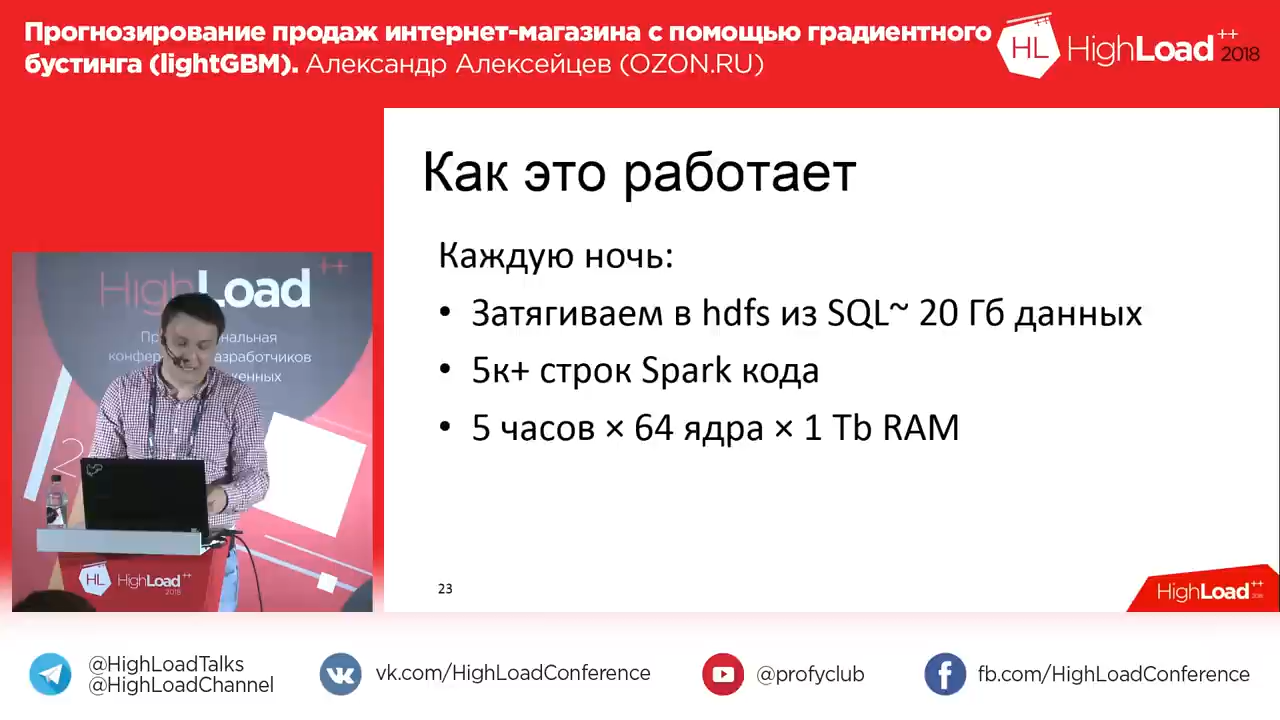 Прогнозирование продаж интернет-магазина с помощью градиентного
бустинга (lightGBM). Александр Алексейцев (OZON.RU)
HL HighLoad++ 2018
Как это работает
Каждую ночь:
• Затягиваем в hdfs из SQL~ 20 Гб данных
• 5к+ строк Spark кода
• 5 часов × 64 ядра × 1 Tb RAM
23
HighLoad++
HighLoad++
HL HighLoad++
2018
@HighLoadTalks
@HighLoadChannel
vk.com/HighLoadConference
@profyclub
fb.com/HighLoadConference